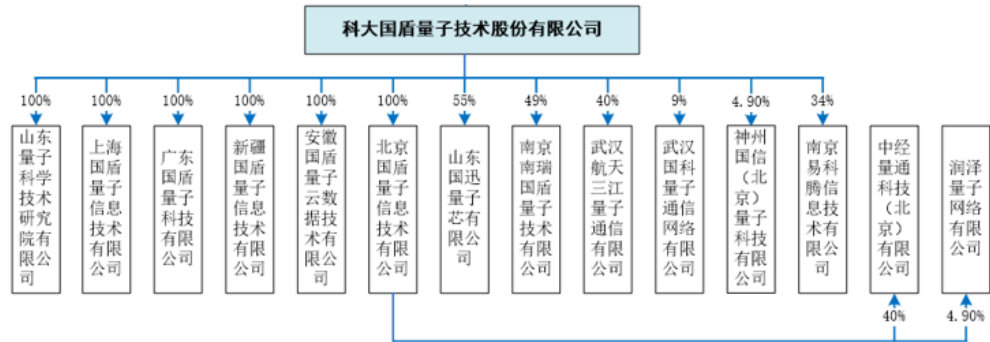 科大国盾量子技术股份有限公司
100%
100%
100%
100%
100%
100%
55%
49%
40%
9%
4.90%
34%
山东量子科学技术研究院有限公司
上海国盾量子信息技术有限公司
广东国盾量子科技有限公司
新疆国盾量子信息技术有限公司
安徽国盾量子云数据技术有限公司
北京国盾量子信息技术有限公司
山东国迅量子芯有限公司
南京南瑞国盾量子技术有限公司
武汉航天三江量子通信有限公司
武汉国科量子通信网络有限公司
神州国信（北京）量子科技有限公司
南京易科腾信息技术有限公司
中经量通科技（北京）有限公司
润泽量子网络有限公司
40%
4.90%